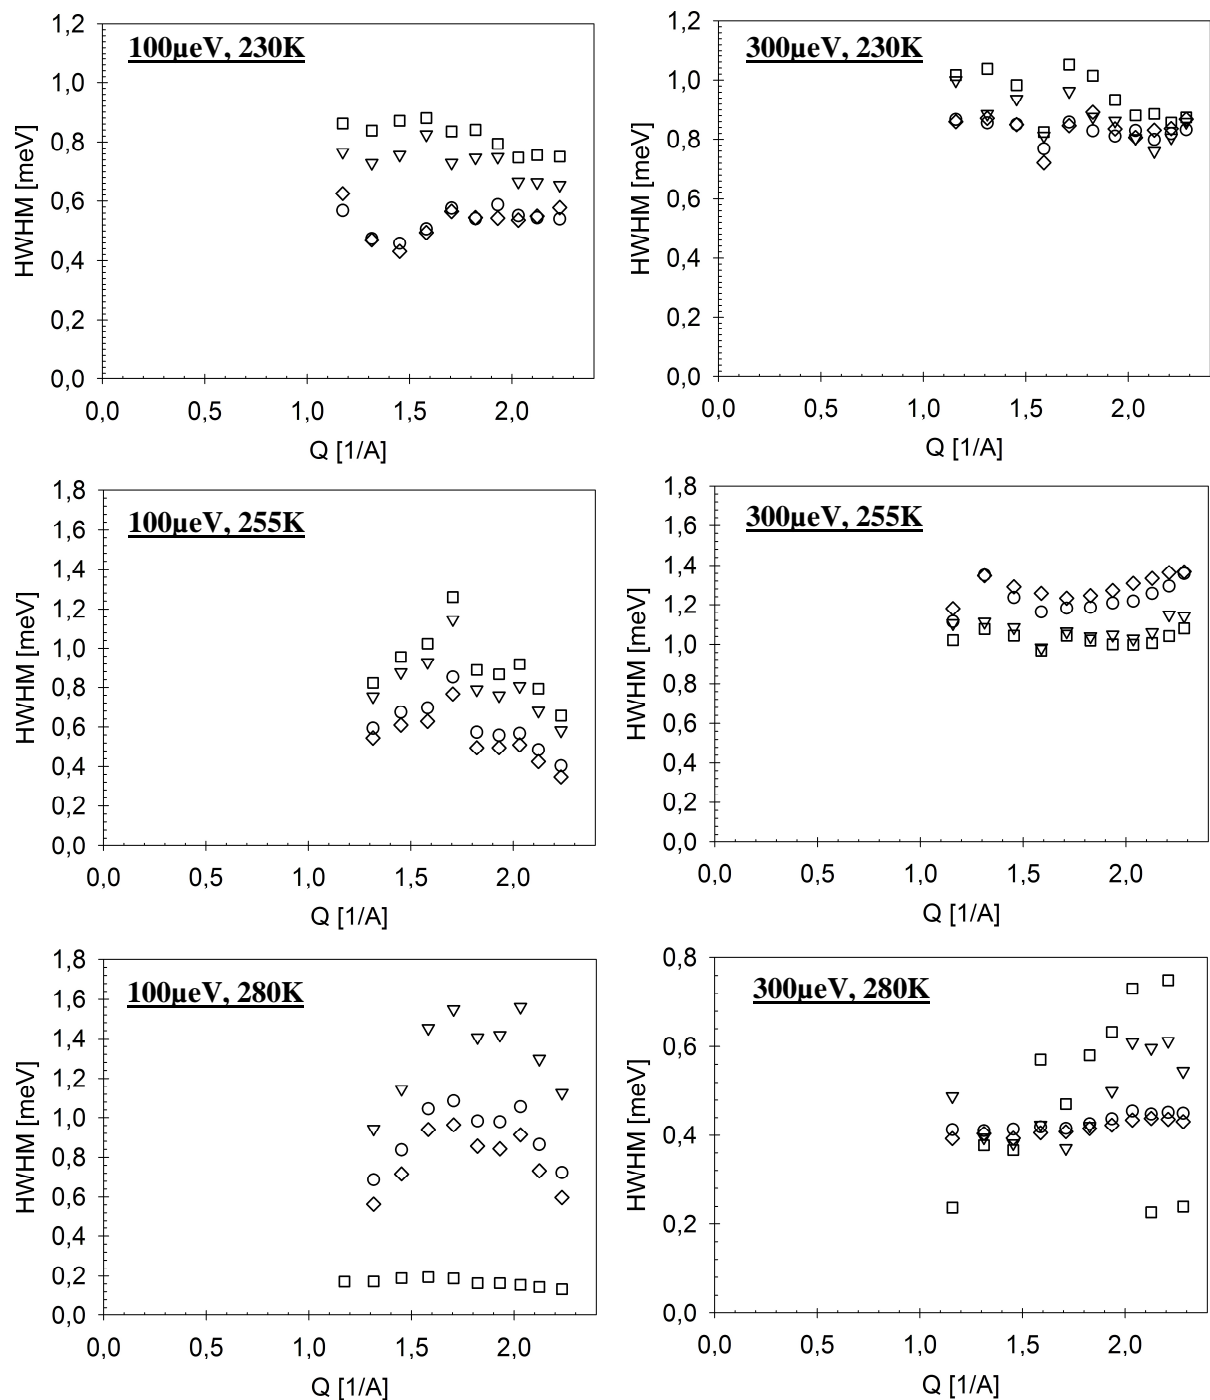 100µeV, 230K
HWHM [meV]
1,2
1,0
0,8
0,6
0,4
0,2
0,0
0,0 0,5 1,0 1,5 2,0
Q [1/A]
300µeV, 230K
HWHM [meV]
1,2
1,0
0,8
0,6
0,4
0,2
0,0
0,0 0,5 1,0 1,5 2,0
Q [1/A]
100µeV, 255K
HWHM [meV]
1,8
1,6
1,4
1,2
1,0
0,8
0,6
0,4
0,2
0,0
0,0 0,5 1,0 1,5 2,0
Q [1/A]
300µeV, 255K
HWHM [meV]
1,8
1,6
1,4
1,2
1,0
0,8
0,6
0,4
0,2
0,0
0,0 0,5 1,0 1,5 2,0
Q [1/A]
100µeV, 280K
HWHM [meV]
1,8
1,6
1,4
1,2
1,0
0,8
0,6
0,4
0,2
0,0
0,0 0,5 1,0 1,5 2,0
Q [1/A]
300µeV, 280K
HWHM [meV]
0,8
0,6
0,4
0,2
0,0
0,0 0,5 1,0 1,5 2,0
Q [1/A]